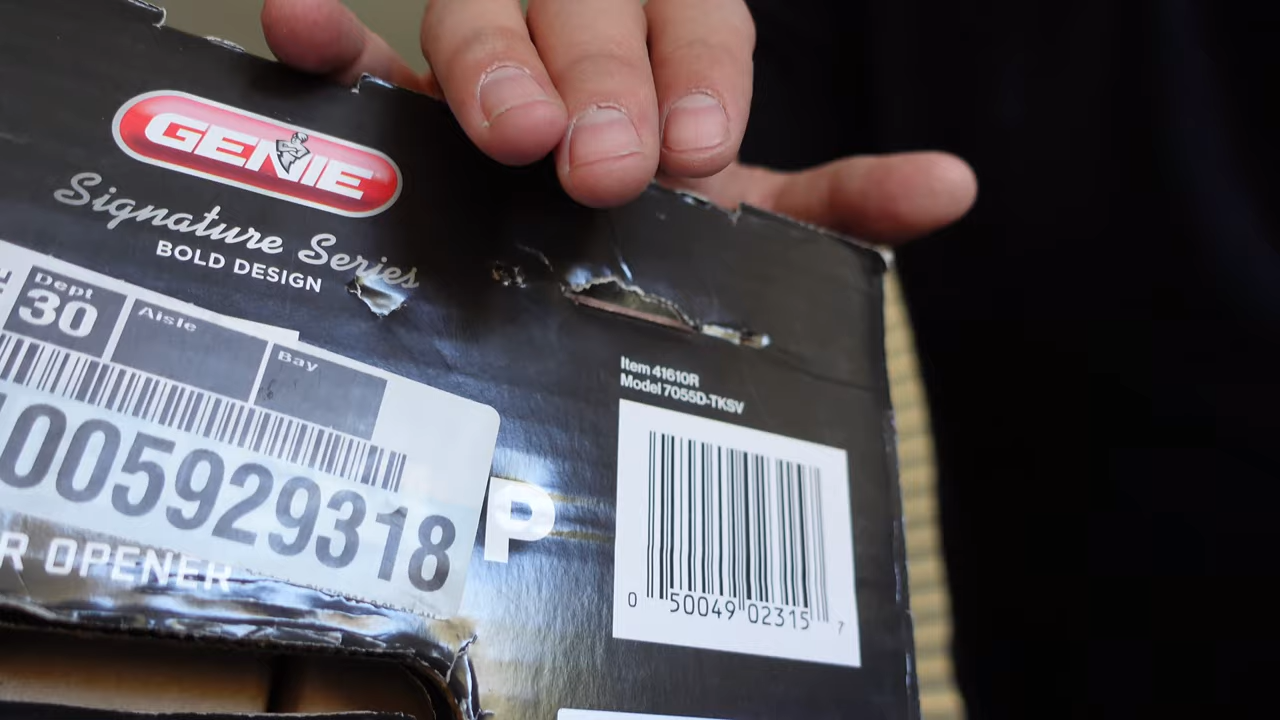 GENIE
Signature Series
BOLD DESIGN
Dept
30
Aisle
Bay
005929318
P
R OPENER
Item 41610R
Model 7055D-TKSV
0 50049 02315 7